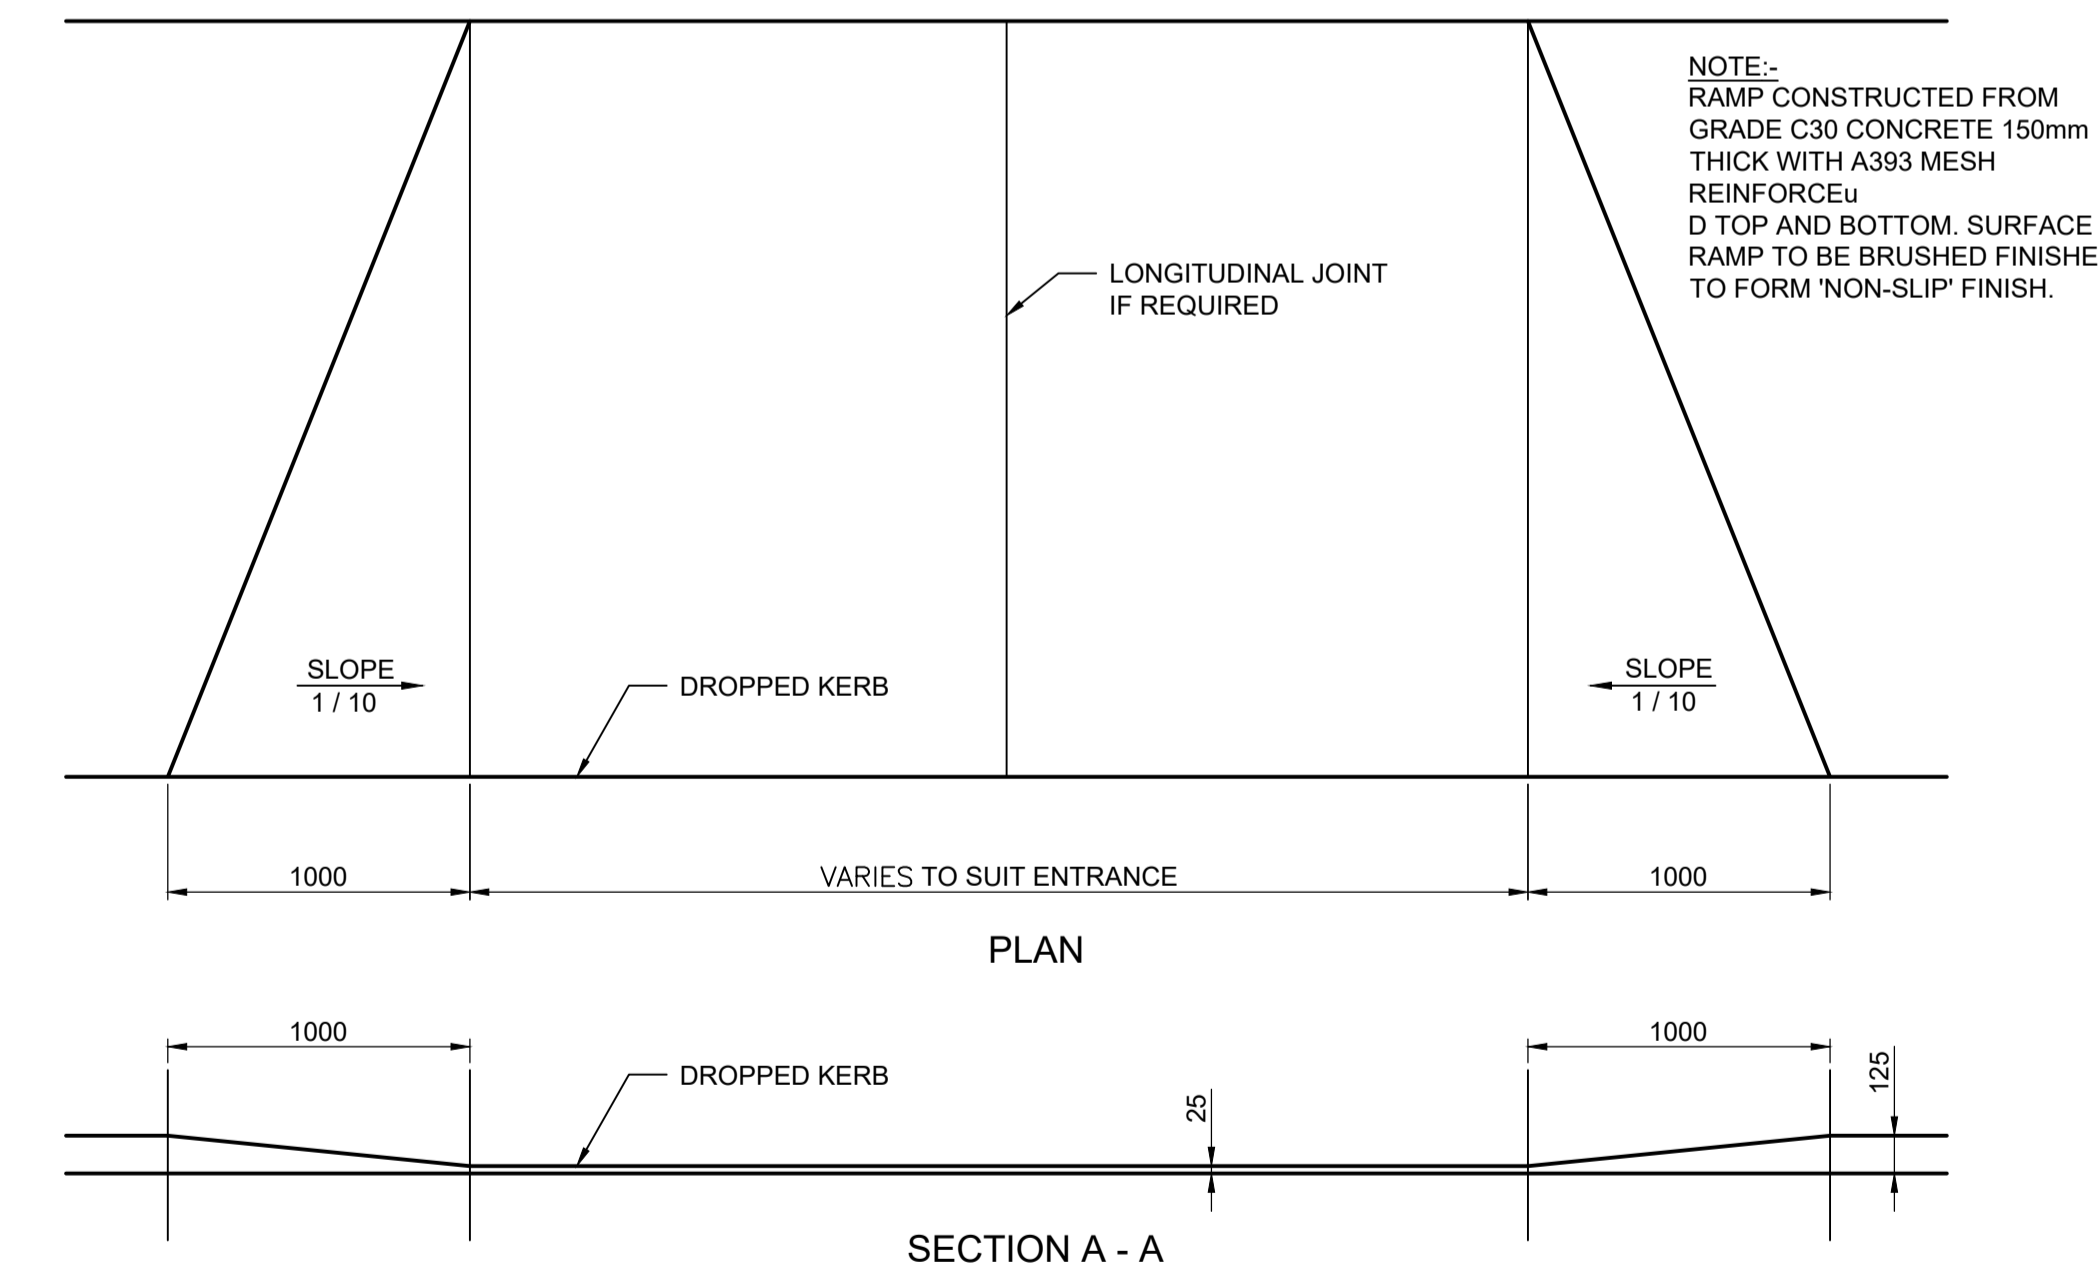 NOTE:-
RAMP CONSTRUCTED FROM
GRADE C30 CONCRETE 150mm
THICK WITH A393 MESH
REINFORCEu
D TOP AND BOTTOM. SURFACE
RAMP TO BE BRUSHED FINISHE
TO FORM 'NON-SLIP' FINISH.
LONGITUDINAL JOINT
IF REQUIRED
SLOPE
1 / 10
DROPPED KERB
SLOPE
1 / 10
1000
VARIES TO SUIT ENTRANCE
1000
PLAN
1000
DROPPED KERB
25
1000
125
SECTION A - A